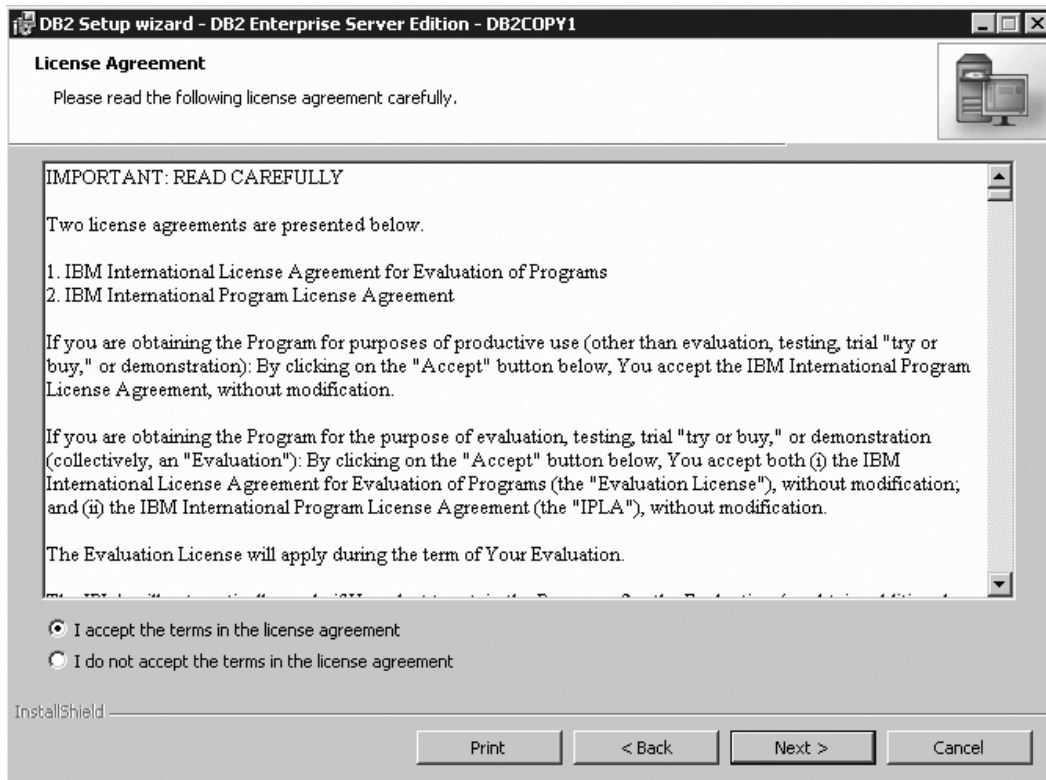 DB2 Setup wizard - DB2 Enterprise Server Edition - DB2COPY1
License Agreement
Please read the following license agreement carefully.
IMPORTANT: READ CAREFULLY
Two license agreements are presented below.
1. IBM International License Agreement for Evaluation of Programs
2. IBM International Program License Agreement
If you are obtaining the Program for purposes of productive use (other than evaluation, testing, trial "try or
buy," or demonstration): By clicking on the "Accept" button below, You accept the IBM International Program
License Agreement, without modification.
If you are obtaining the Program for the purpose of evaluation, testing, trial "try or buy," or demonstration
(collectively, an "Evaluation"): By clicking on the "Accept" button below, You accept both (i) the IBM
International License Agreement for Evaluation of Programs (the "Evaluation License"), without modification;
and (ii) the IBM International Program License Agreement (the "IPLA"), without modification.
The Evaluation License will apply during the term of Your Evaluation.
I accept the terms in the license agreement
I do not accept the terms in the license agreement
InstallShield
Print
< Back
Next >
Cancel